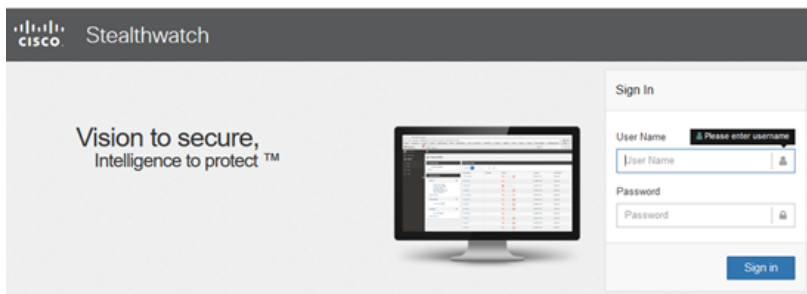 CISCO Stealthwatch
Vision to secure,
Intelligence to protect ™
Sign In
User Name
Please enter username
User Name
Password
Password
Sign in